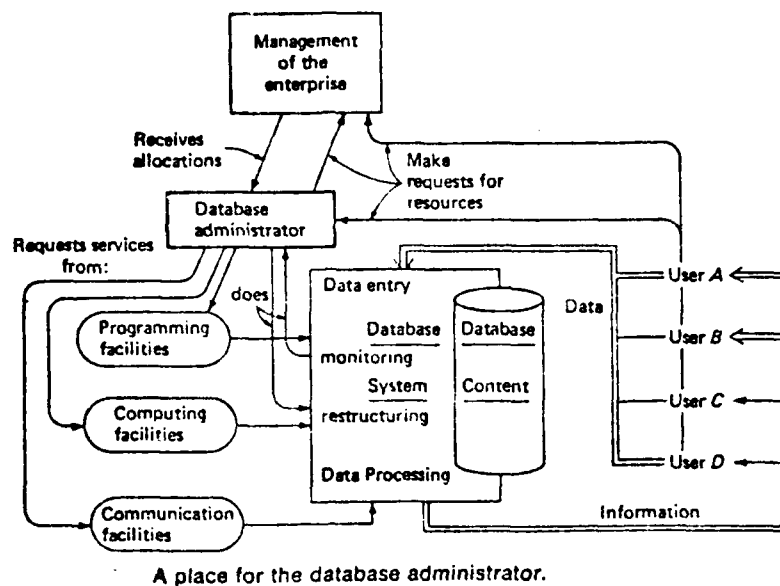 Management
of the
enterprise
Receives
allocations
Make
requests for
resources
Database
administrator
Requests services
from:
does
Data entry
Data
User A
Programming
facilities
Database
Database
User B
monitoring
System
Content
User C
restructuring
Computing
facilities
Data Processing
User D
Communication
facilities
Information
A place for the database administrator.